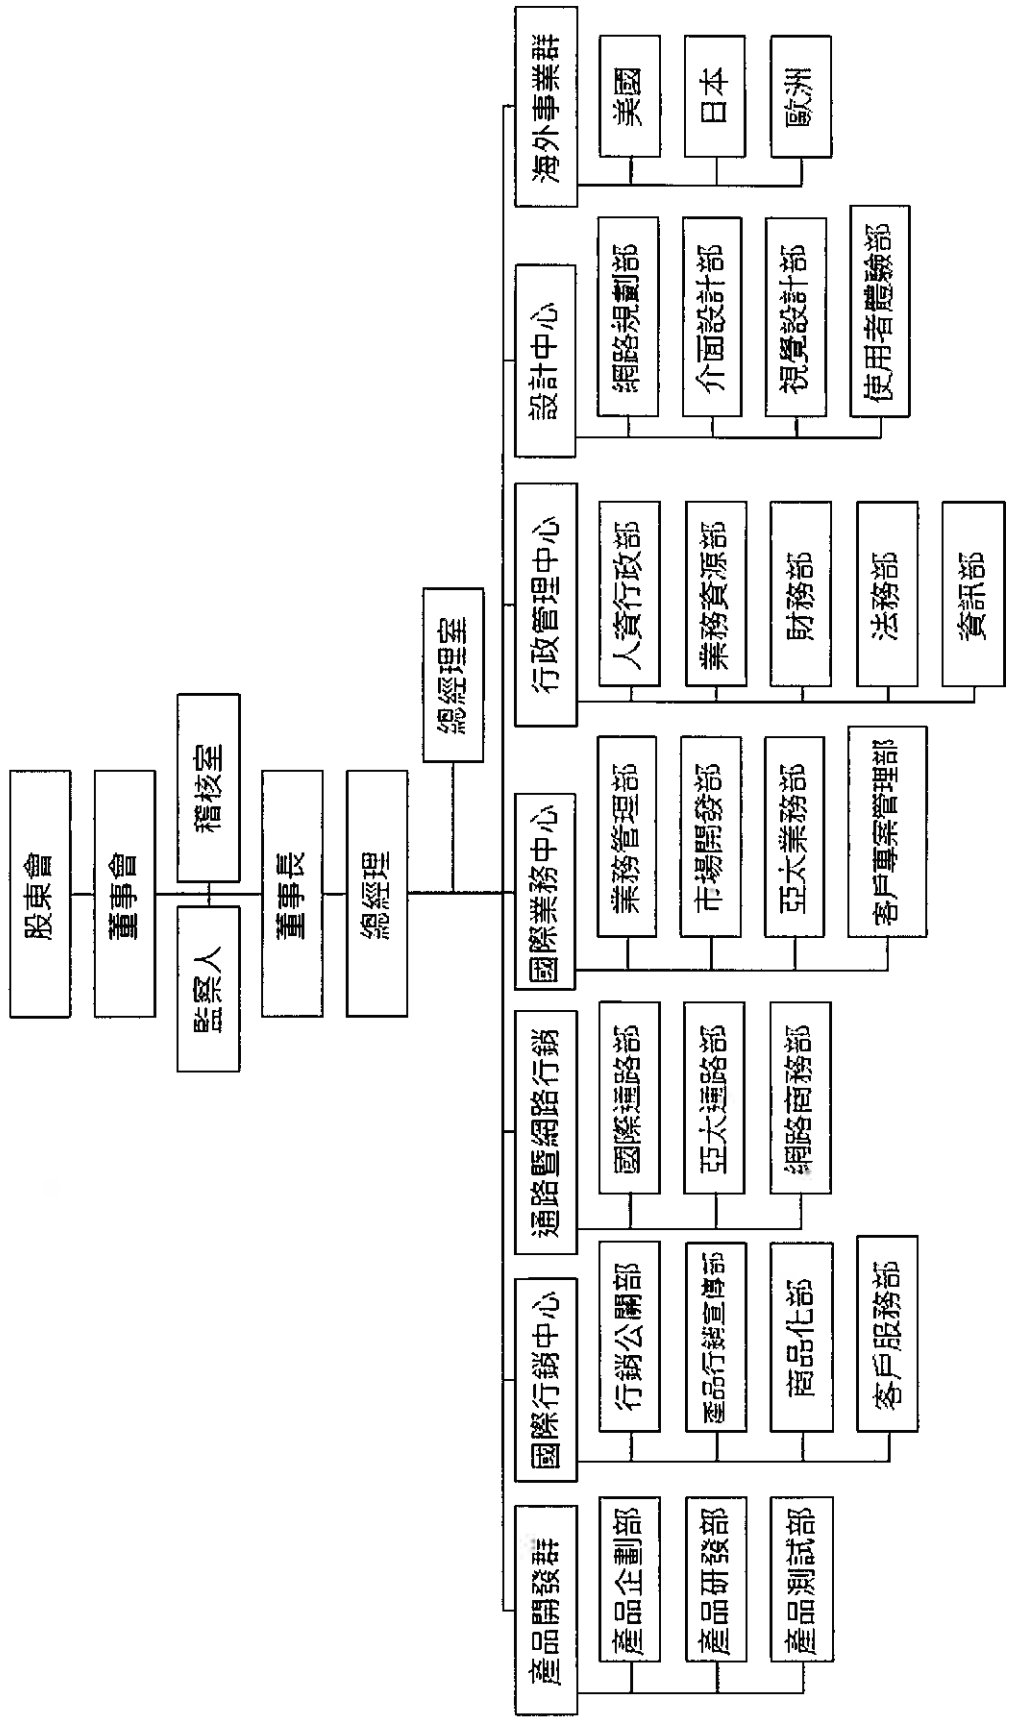 股東會
董事會
監察人
稽核室
董事長
總經理
總經理室
產品開發群
產品企劃部
產品研發部
產品測試部
國際行銷中心
行銷公關部
產品行銷宣傳部
商品化部
客戶服務部
通路暨網路行銷
國際通路部
亞太通路部
網路商務部
國際業務中心
業務管理部
市場開發部
亞太業務部
客戶專案管理部
行政管理中心
人資行政部
業務資源部
財務部
法務部
資訊部
設計中心
網路規劃部
介面設計部
視覺設計部
使用者體驗部
海外事業群
美國
日本
歐洲